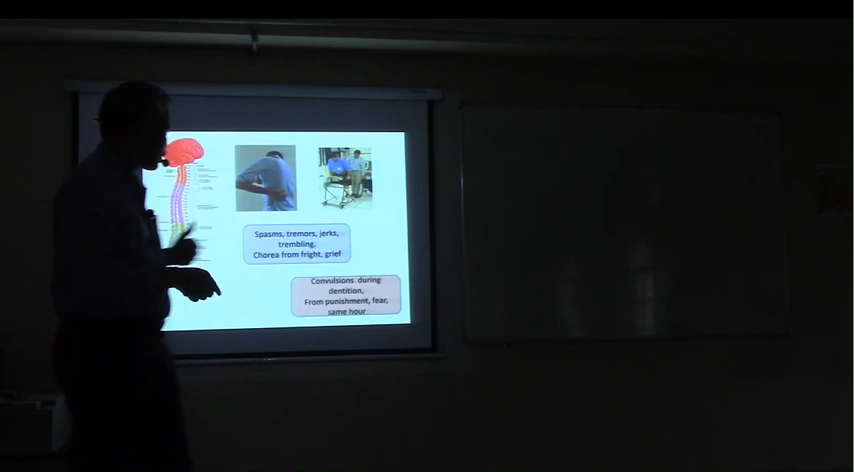 Spasms, tremors, jerks,
trembling.
Chorea from fright, grief
Convulsions during
dentition,
From punishment, fear,
same hour